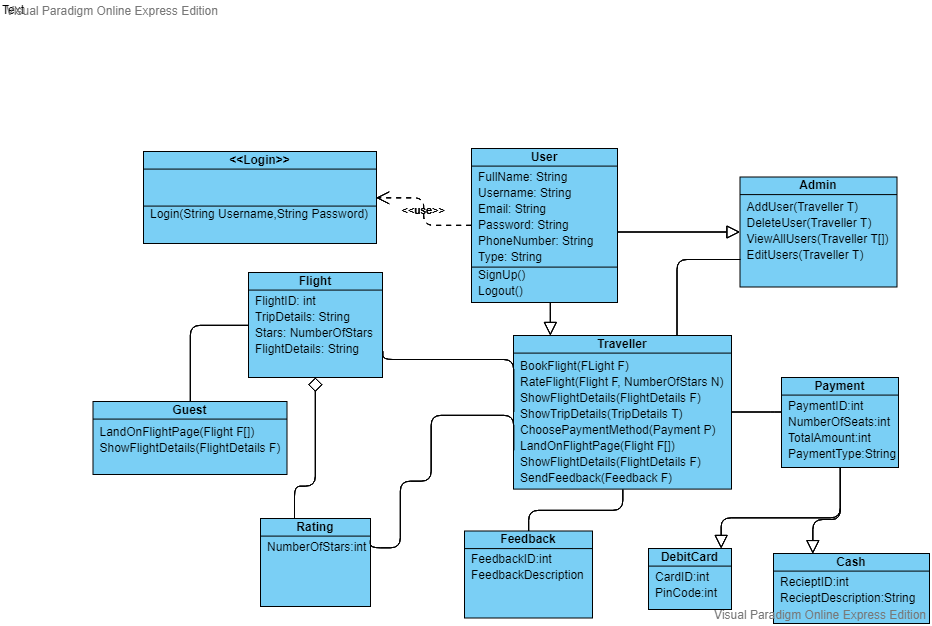 Text
Visual Paradigm Online Express Edition
<<Login>>
Login(String Username,String Password)
<<use>>
User
FullName: String
Username: String
Email: String
Password: String
PhoneNumber: String
Type: String
SignUp()
Logout()
Admin
AddUser(Traveller T)
DeleteUser(Traveller T)
ViewAllUsers(Traveller T[])
EditUsers(Traveller T)
Flight
FlightID: int
TripDetails: String
Stars: NumberOfStars
FlightDetails: String
Traveller
BookFlight(FLight F)
RateFlight(Flight F, NumberOfStars N)
ShowFlightDetails(FlightDetails F)
ShowTripDetails(TripDetails T)
ChoosePaymentMethod(Payment P)
LandOnFlightPage(Flight F[])
ShowFlightDetails(FlightDetails F)
SendFeedback(Feedback F)
Payment
PaymentID:int
NumberOfSeats:int
TotalAmount:int
PaymentType:String
Guest
LandOnFlightPage(Flight F[])
ShowFlightDetails(FlightDetails F)
Rating
NumberOfStars:int
Feedback
FeedbackID:int
FeedbackDescription
DebitCard
CardID:int
PinCode:int
Cash
RecieptID:int
RecieptDescription:String
Visual Paradigm Online Express Edition